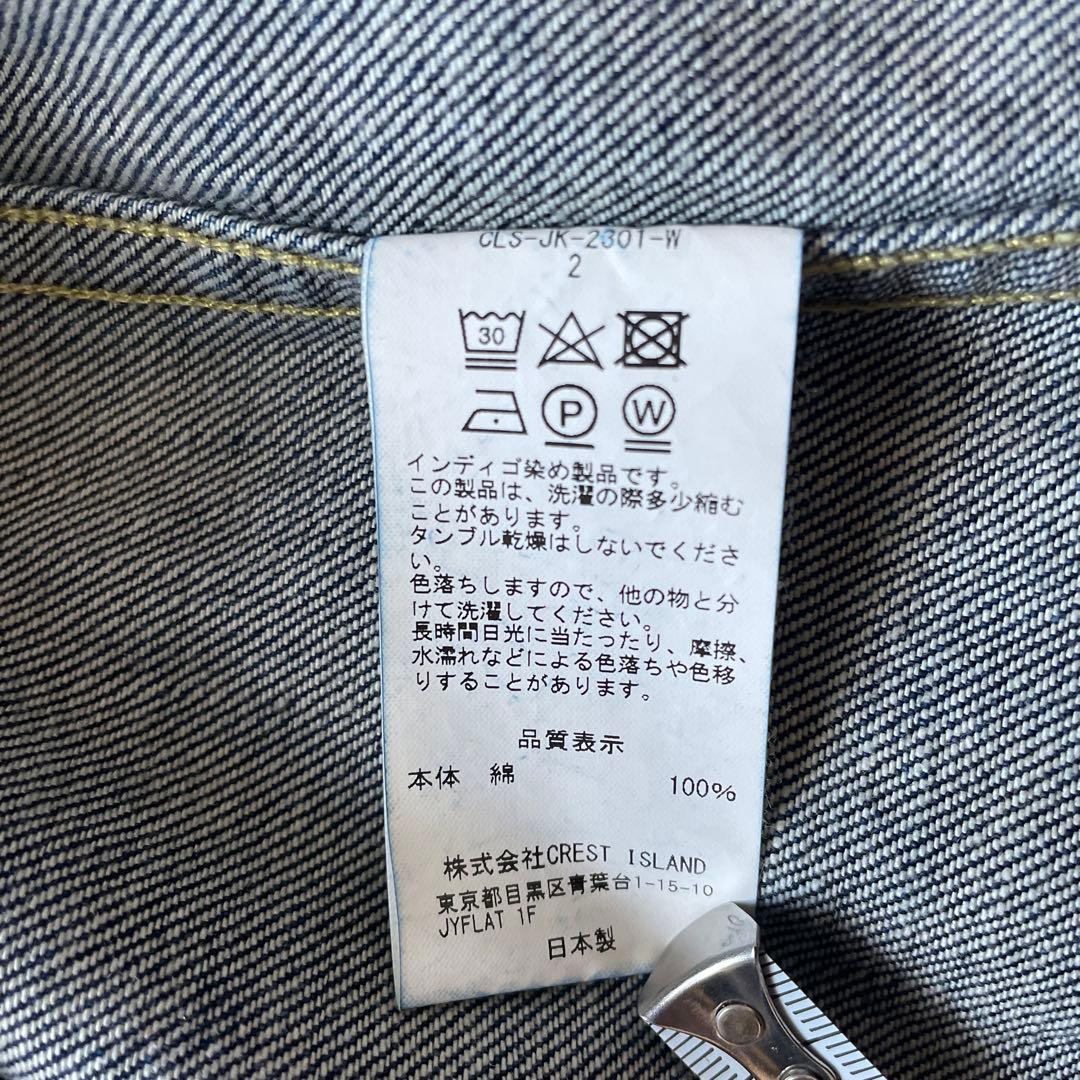 CLS-JK-2301-W
2
30
P W
インディゴ染め製品です。
この製品は、洗濯の際多少縮む
ことがあります。
タンブル乾燥はしないでくださ
い。
色落ちしますので、他の物と分
けて洗濯してください。
長時間日光に当たったり、摩擦、
水濡れなどによる色落ちや色移
りすることがあります。
品質表示
本体 綿 100%
株式会社CREST ISLAND
東京都目黒区青葉台1-15-10
JYFLAT 1F
日本製